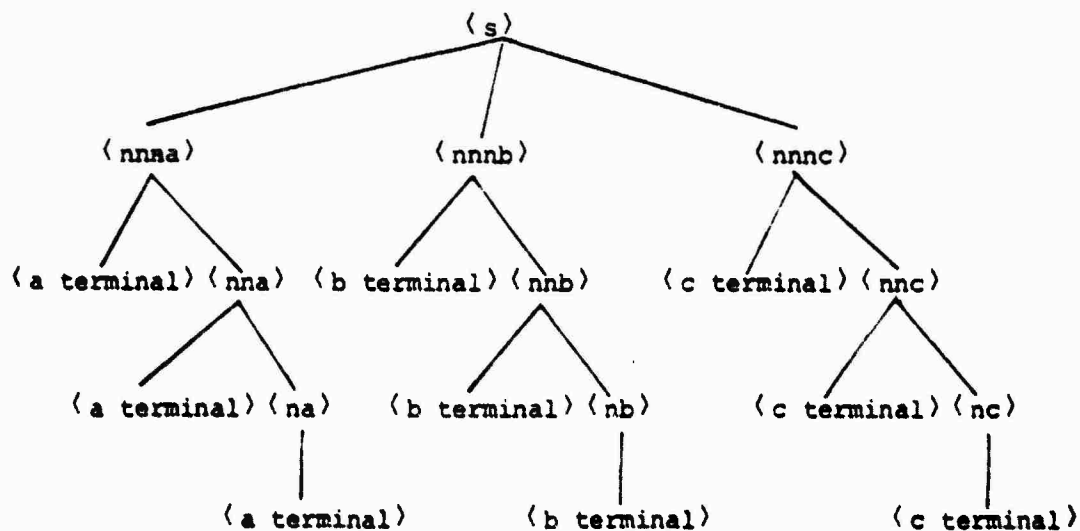 ⟨s⟩
⟨nnna⟩ ⟨nnnb⟩ ⟨nnnc⟩
⟨a terminal⟩ ⟨nna⟩ ⟨b terminal⟩ ⟨nnb⟩ ⟨c terminal⟩ ⟨nnc⟩
⟨a terminal⟩ ⟨na⟩ ⟨b terminal⟩ ⟨nb⟩ ⟨c terminal⟩ ⟨nc⟩
⟨a terminal⟩ ⟨b terminal⟩ ⟨c terminal⟩